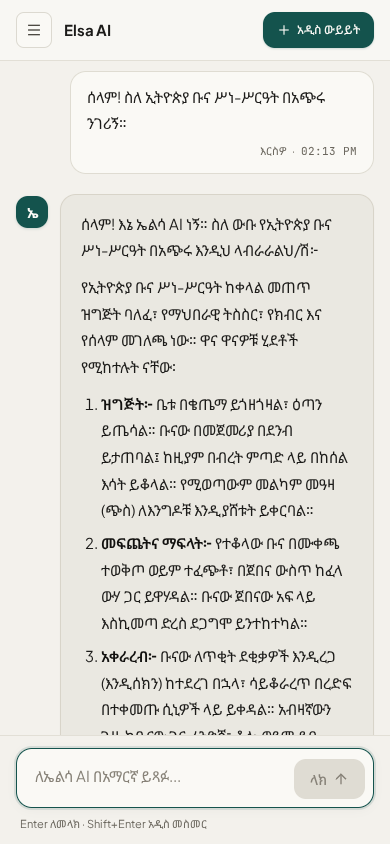 Elsa AI
አዲስ ውይይት
ሰላም! ስለ ኢትዮጵያ ቡና ሥነ-ሥርዓት በአጭሩ
ንገሪኝ።
እርስዎ · 02:13 PM
ኤ
ሰላም! እኔ ኤልሳ AI ነኝ። ስለ ውቡ የኢትዮጵያ ቡና
ሥነ-ሥርዓት በአጭሩ እንዲህ ላብራራልህ/ሽ፦
የኢትዮጵያ ቡና ሥነ-ሥርዓት ከቀላል መጠጥ
ዝግጅት ባለፈ፣ የማህበራዊ ትስስር፣ የክብር እና
የሰላም መገለጫ ነው። ዋና ዋናዎቹ ሂደቶች
የሚከተሉት ናቸው፡
1. ዝግጅት፦ ቤቱ በቄጤማ ይጎዘጎዛል፣ ዕጣን
ይጤሳል። ቡናው በመጀመሪያ በደንብ
ይታጠባል፤ ከዚያም በብረት ምጣድ ላይ በከሰል
እሳት ይቆላል። የሚወጣውም መልካም መዓዛ
(ጭስ) ለእንግዶቹ እንዲያሸቱት ይቀርባል።
2. መፍጨትና ማፍላት፦ የተቆላው ቡና በሙቀጫ
ተወቅጦ ወይም ተፈጭቶ፣ በጀበና ውስጥ ከፈላ
ውሃ ጋር ይዋሃዳል። ቡናው ጀበናው አፍ ላይ
እስኪመጣ ድረስ ደጋግሞ ይንተከተካል።
3. አቀራረብ፦ ቡናው ለጥቂት ደቂቃዎች እንዲረጋ
(እንዲሰክን) ከተደረገ በኋላ፣ ሳይቆራረጥ በረድፍ
በተቀመጡ ሲኒዎች ላይ ይቀዳል። አብዛኛውን
ለኤልሳ AI በአማርኛ ይጻፉ...
ላክ
Enter ለመላክ · Shift+Enter አዲስ መስመር